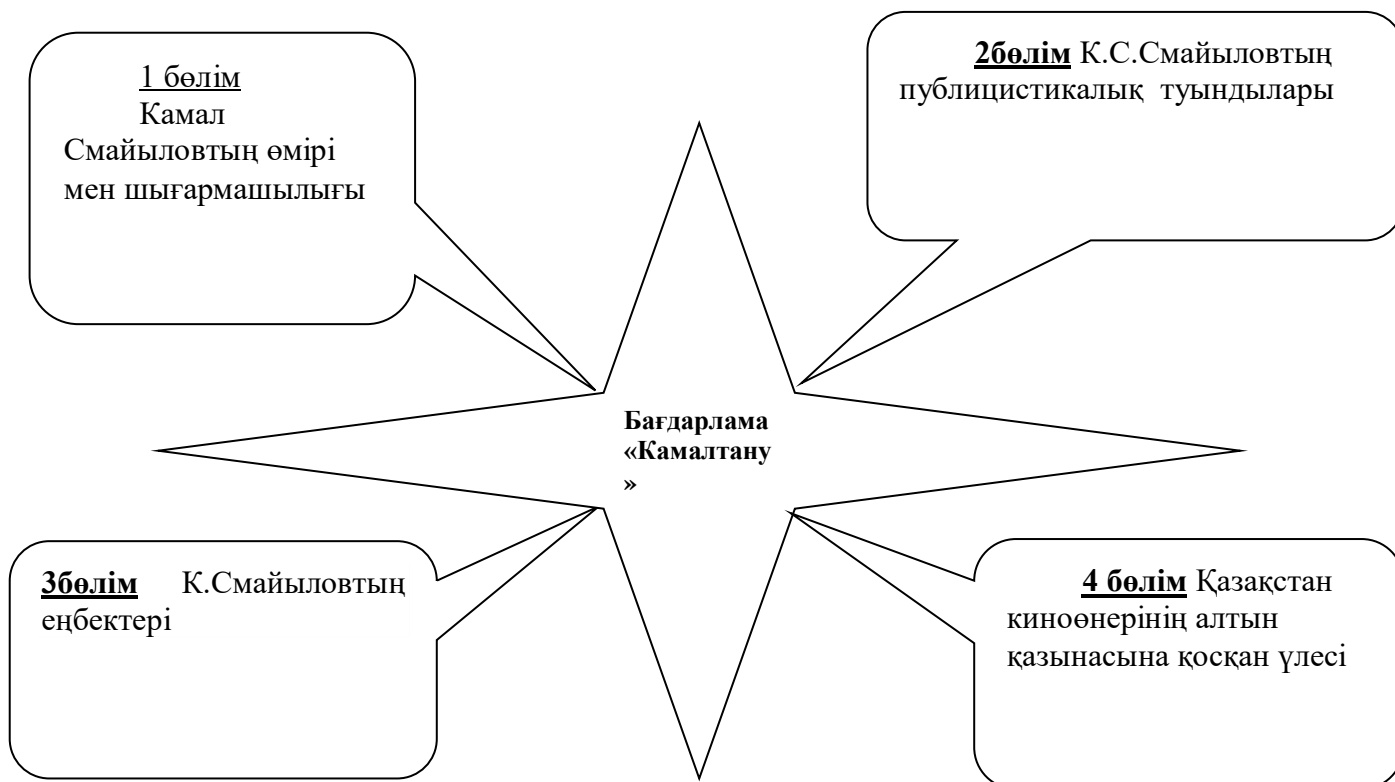 1 бөлім
Камал
Смайыловтың өмірі
мен шығармашылығы
2бөлім К.С.Смайыловтың
публицистикалық туындылары
Бағдарлама
«Камалтану
»
3бөлім К.Смайыловтың
еңбектері
4 бөлім Қазақстан
киноөнерінің алтын
қазынасына қосқан үлесі